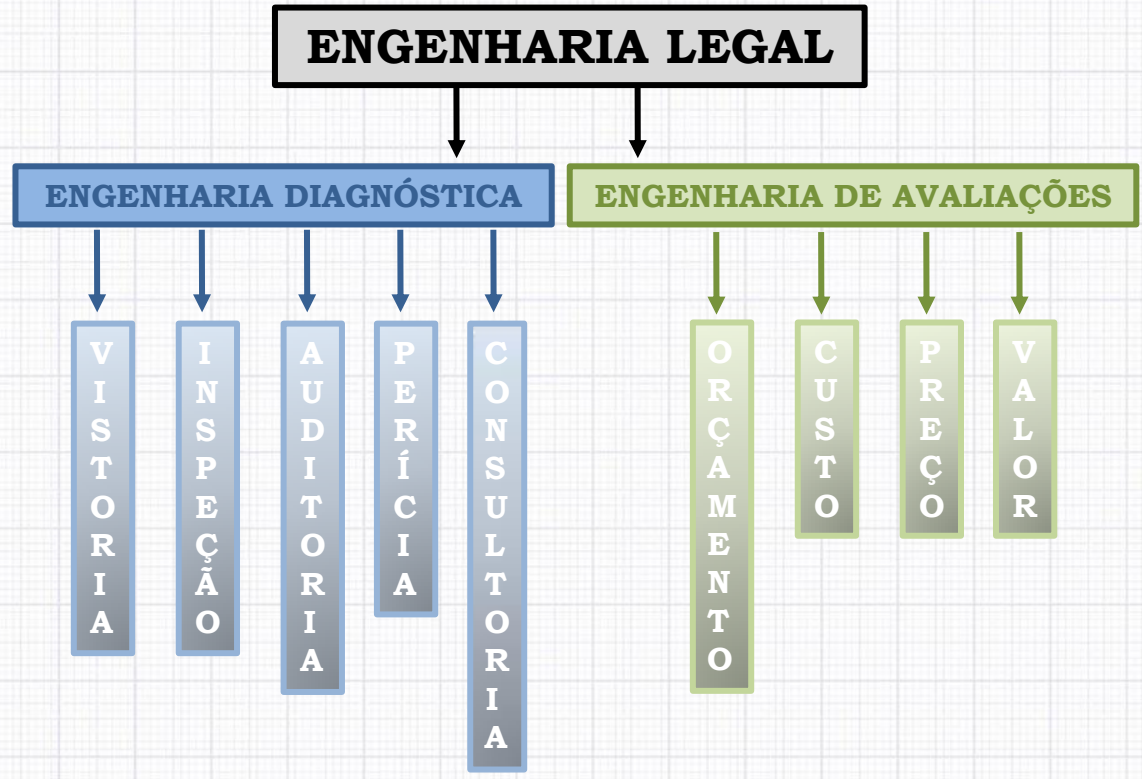 ENGENHARIA LEGAL
ENGENHARIA DIAGNÓSTICA
ENGENHARIA DE AVALIAÇÕES
VISTORIA
INSPEÇÃO
AUDITORIA
PERÍCIA
CONSULTORIA
ORÇAMENTO
CUSTO
PREÇO
VALOR